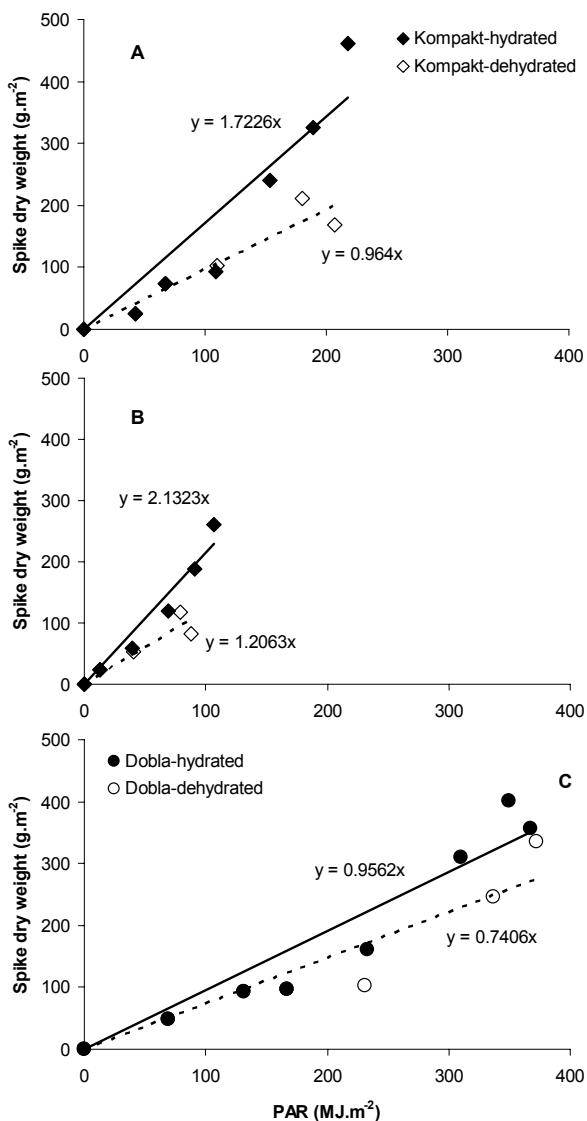 500
400
300
200
100
0
Spike dry weight (g.m⁻²)
A
Kompakt-hydrated
Kompakt-dehydrated
y = 1.7226x
y = 0.964x
0 100 200 300 400
500
400
300
200
100
0
Spike dry weight (g.m⁻²)
B
y = 2.1323x
y = 1.2063x
0 100 200 300 400
500
400
300
200
100
0
Spike dry weight (g.m⁻²)
Dobla-hydrated
Dobla-dehydrated
C
y = 0.9562x
y = 0.7406x
0 100 200 300 400
PAR (MJ.m⁻²)